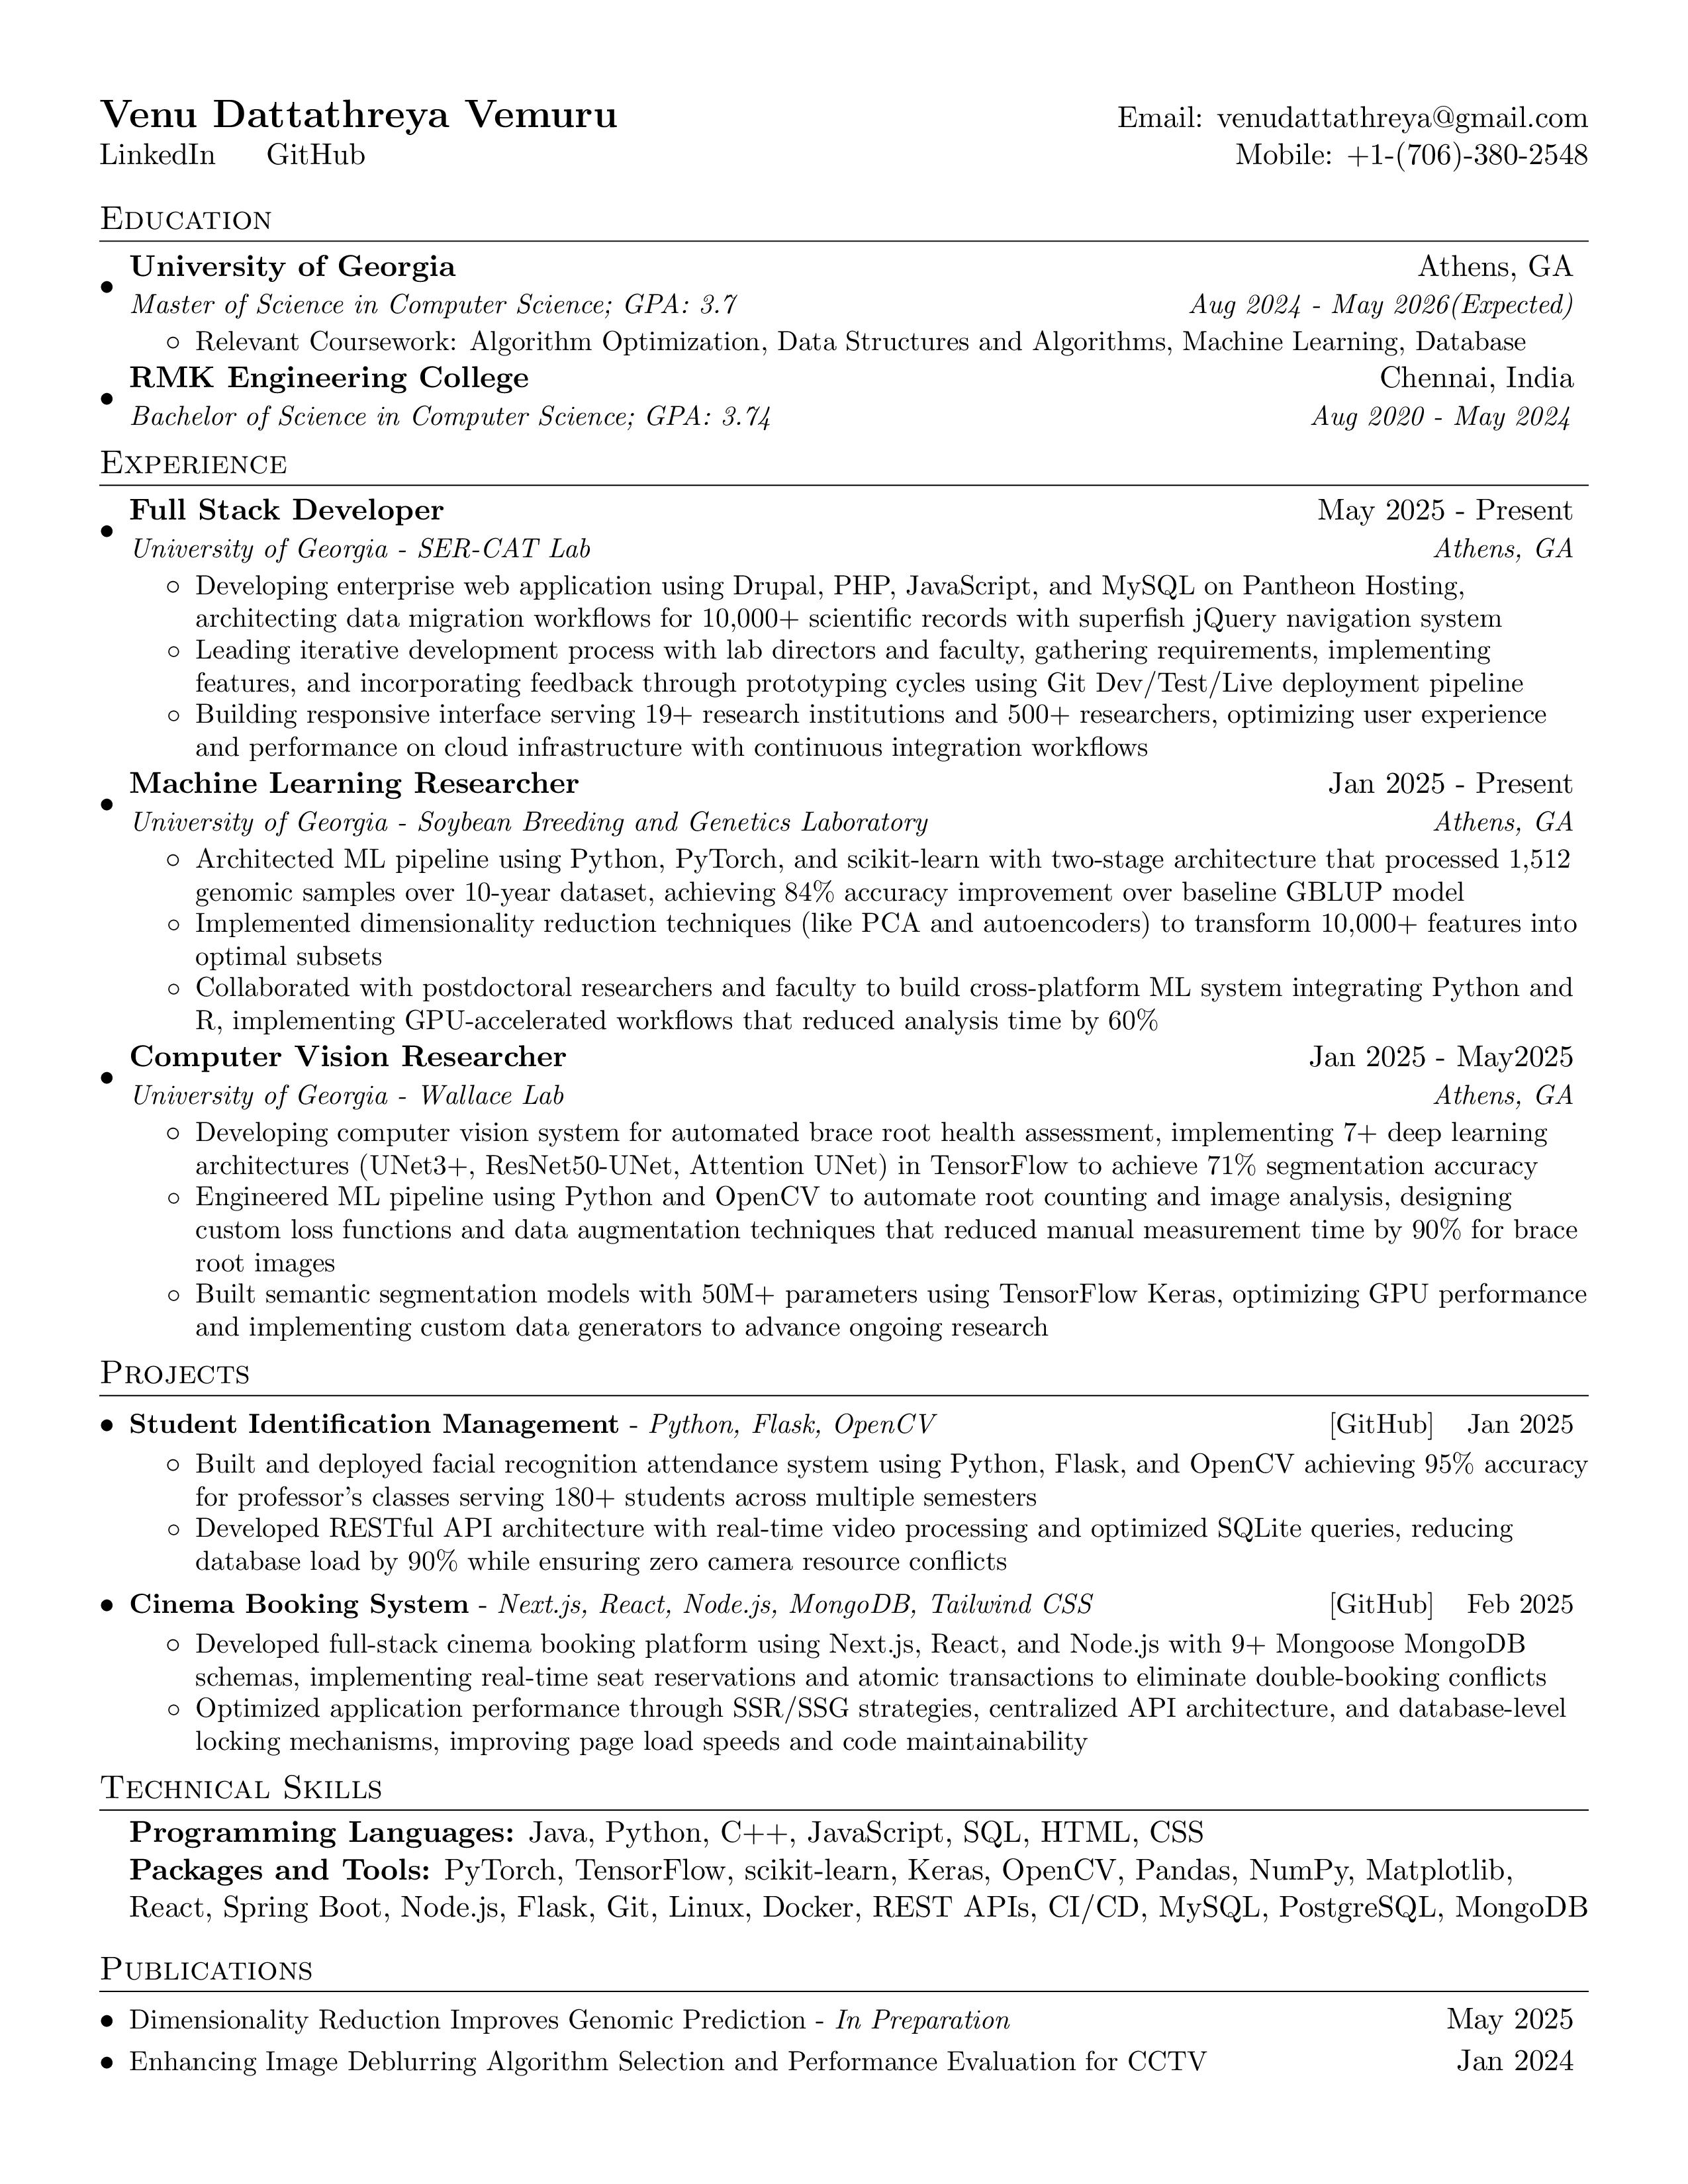 Venu Dattathreya Vemuru Email: venudattathreya@gmail.com
LinkedIn GitHub Mobile: +1-(706)-380-2548
Education
• University of Georgia Athens, GA
Master of Science in Computer Science; GPA: 3.7 Aug 2024 - May 2026(Expected)
◦ Relevant Coursework: Algorithm Optimization, Data Structures and Algorithms, Machine Learning, Database
• RMK Engineering College Chennai, India
Bachelor of Science in Computer Science; GPA: 3.74 Aug 2020 - May 2024
Experience
• Full Stack Developer May 2025 - Present
University of Georgia - SER-CAT Lab Athens, GA
◦ Developing enterprise web application using Drupal, PHP, JavaScript, and MySQL on Pantheon Hosting,
architecting data migration workflows for 10,000+ scientific records with superfish jQuery navigation system
◦ Leading iterative development process with lab directors and faculty, gathering requirements, implementing
features, and incorporating feedback through prototyping cycles using Git Dev/Test/Live deployment pipeline
◦ Building responsive interface serving 19+ research institutions and 500+ researchers, optimizing user experience
and performance on cloud infrastructure with continuous integration workflows
• Machine Learning Researcher Jan 2025 - Present
University of Georgia - Soybean Breeding and Genetics Laboratory Athens, GA
◦ Architected ML pipeline using Python, PyTorch, and scikit-learn with two-stage architecture that processed 1,512
genomic samples over 10-year dataset, achieving 84% accuracy improvement over baseline GBLUP model
◦ Implemented dimensionality reduction techniques (like PCA and autoencoders) to transform 10,000+ features into
optimal subsets
◦ Collaborated with postdoctoral researchers and faculty to build cross-platform ML system integrating Python and
R, implementing GPU-accelerated workflows that reduced analysis time by 60%
• Computer Vision Researcher Jan 2025 - May2025
University of Georgia - Wallace Lab Athens, GA
◦ Developing computer vision system for automated brace root health assessment, implementing 7+ deep learning
architectures (UNet3+, ResNet50-UNet, Attention UNet) in TensorFlow to achieve 71% segmentation accuracy
◦ Engineered ML pipeline using Python and OpenCV to automate root counting and image analysis, designing
custom loss functions and data augmentation techniques that reduced manual measurement time by 90% for brace
root images
◦ Built semantic segmentation models with 50M+ parameters using TensorFlow Keras, optimizing GPU performance
and implementing custom data generators to advance ongoing research
Projects
• Student Identification Management - Python, Flask, OpenCV [GitHub] Jan 2025
◦ Built and deployed facial recognition attendance system using Python, Flask, and OpenCV achieving 95% accuracy
for professor's classes serving 180+ students across multiple semesters
◦ Developed RESTful API architecture with real-time video processing and optimized SQLite queries, reducing
database load by 90% while ensuring zero camera resource conflicts
• Cinema Booking System - Next.js, React, Node.js, MongoDB, Tailwind CSS [GitHub] Feb 2025
◦ Developed full-stack cinema booking platform using Next.js, React, and Node.js with 9+ Mongoose MongoDB
schemas, implementing real-time seat reservations and atomic transactions to eliminate double-booking conflicts
◦ Optimized application performance through SSR/SSG strategies, centralized API architecture, and database-level
locking mechanisms, improving page load speeds and code maintainability
Technical Skills
Programming Languages: Java, Python, C++, JavaScript, SQL, HTML, CSS
Packages and Tools: PyTorch, TensorFlow, scikit-learn, Keras, OpenCV, Pandas, NumPy, Matplotlib,
React, Spring Boot, Node.js, Flask, Git, Linux, Docker, REST APIs, CI/CD, MySQL, PostgreSQL, MongoDB
Publications
• Dimensionality Reduction Improves Genomic Prediction - In Preparation May 2025
• Enhancing Image Deblurring Algorithm Selection and Performance Evaluation for CCTV Jan 2024